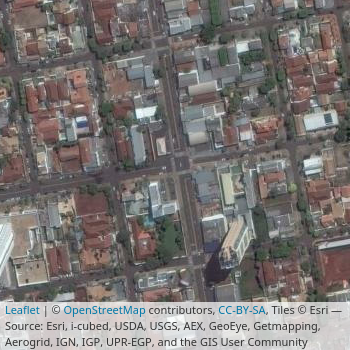 Leaflet | © OpenStreetMap contributors, CC-BY-SA, Tiles © Esri —
Source: Esri, i-cubed, USDA, USGS, AEX, GeoEye, Getmapping,
Aerogrid, IGN, IGP, UPR-EGP, and the GIS User Community